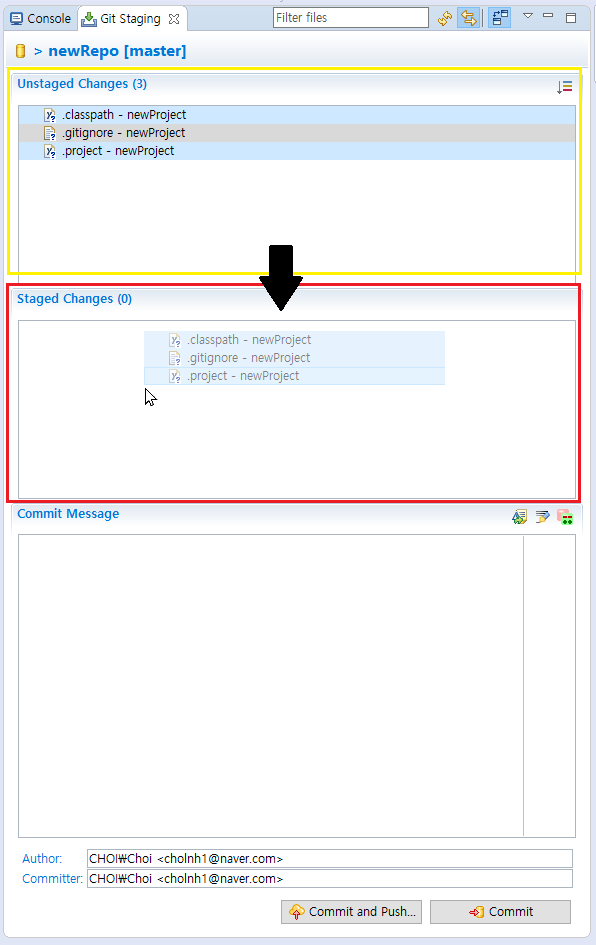 Console Git Staging Filter files
> newRepo [master]
Unstaged Changes (3)
.classpath - newProject
.gitignore - newProject
.project - newProject
Staged Changes (0)
.classpath - newProject
.gitignore - newProject
.project - newProject
Commit Message
Author: CHOI₩Choi <cholnh1@naver.com>
Committer: CHOI₩Choi <cholnh1@naver.com>
Commit and Push... Commit